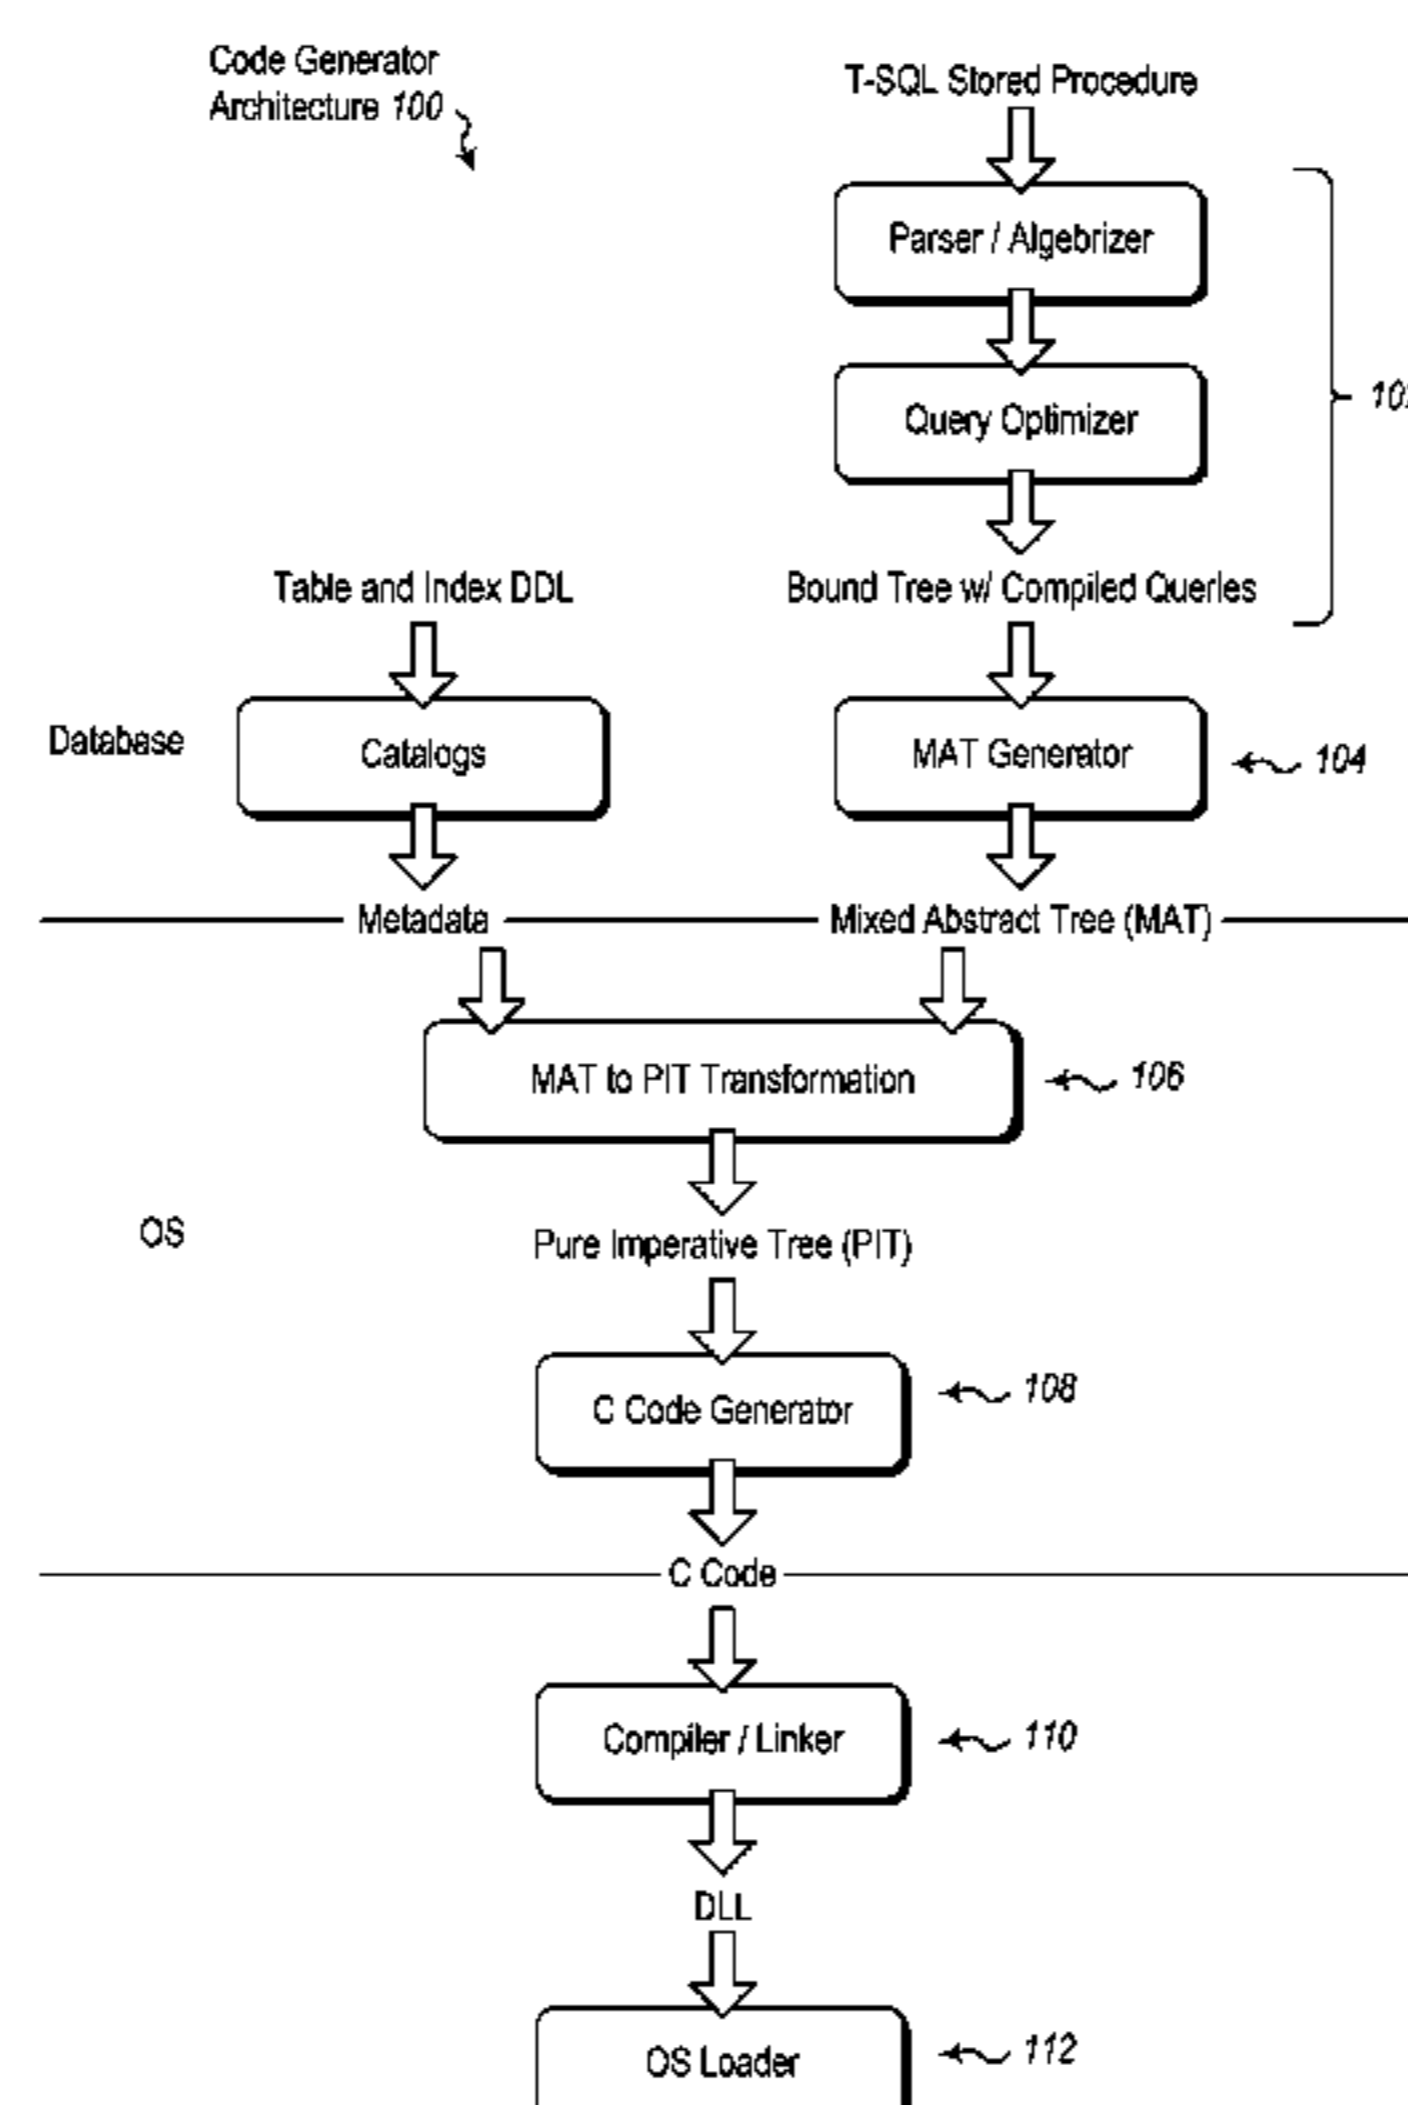 Code Generator
Architecture 100
T-SQL Stored Procedure
Parser / Algebrizer
Query Optimizer
Table and Index DDL
Bound Tree w/ Compiled Queries
Database
Catalogs
MAT Generator
104
Metadata
Mixed Abstract Tree (MAT)
MAT to PIT Transformation
106
OS
Pure Imperative Tree (PIT)
C Code Generator
108
C Code
Compiler / Linker
110
DLL
OS Loader
112